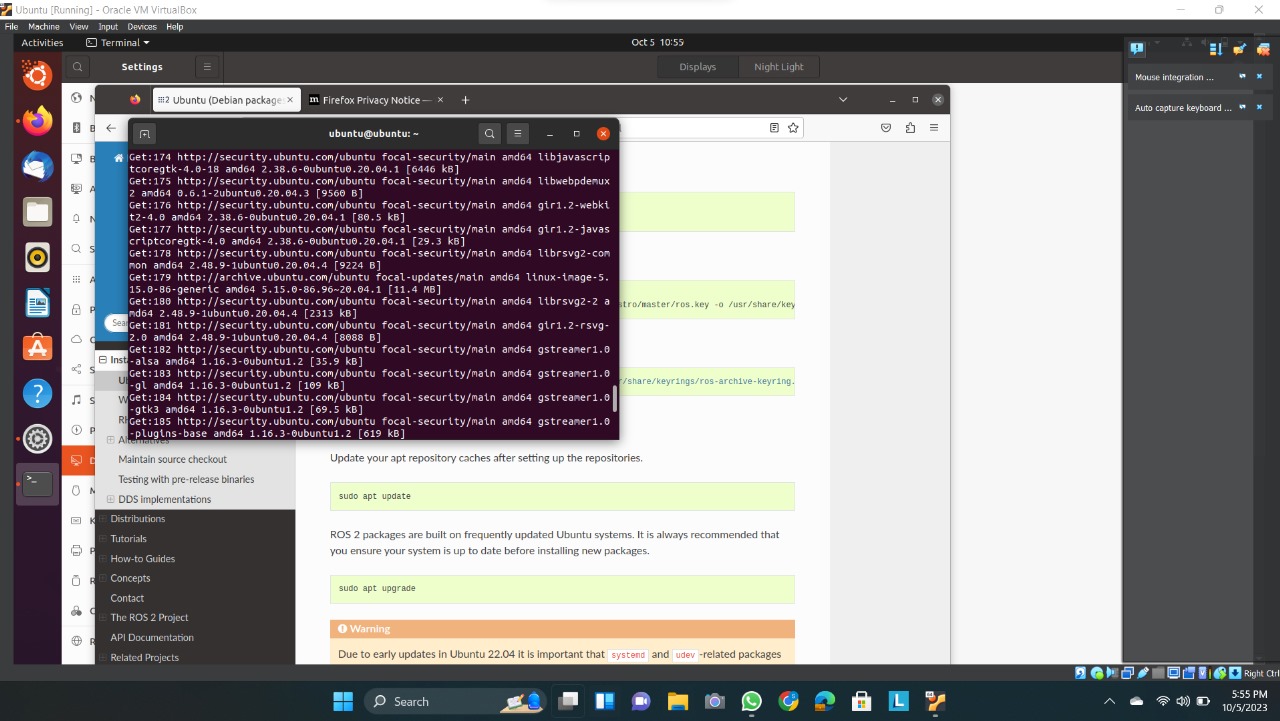 Ubuntu [Running] - Oracle VM VirtualBox
File Machine View Input Devices Help
Activities
Terminal
Oct 5 10:55
Settings
Displays
Night Light
Ubuntu (Debian package
Firefox Privacy Notice —
ubuntu@ubuntu: ~
Get:174 http://security.ubuntu.com/ubuntu focal-security/main amd64 libjavascrip
tcoregtk-4.0-18 amd64 2.38.6-0ubuntu0.20.04.1 [6446 kB]
Get:175 http://security.ubuntu.com/ubuntu focal-security/main amd64 libwebpdemux
2 amd64 0.6.1-2ubuntu0.20.04.3 [9560 B]
Get:176 http://security.ubuntu.com/ubuntu focal-security/main amd64 gir1.2-webki
t2-4.0 amd64 2.38.6-0ubuntu0.20.04.1 [80.5 kB]
Get:177 http://security.ubuntu.com/ubuntu focal-security/main amd64 gir1.2-javas
criptcoregtk-4.0 amd64 2.38.6-0ubuntu0.20.04.1 [29.3 kB]
Get:178 http://security.ubuntu.com/ubuntu focal-security/main amd64 librsvg2-com
mon amd64 2.48.9-1ubuntu0.20.04.4 [9224 B]
Get:179 http://archive.ubuntu.com/ubuntu focal-updates/main amd64 linux-image-5.
15.0-86-generic amd64 5.15.0-86.96~20.04.1 [11.4 MB]
Get:180 http://security.ubuntu.com/ubuntu focal-security/main amd64 librsvg2-2 a
md64 2.48.9-1ubuntu0.20.04.4 [2313 kB]
Get:181 http://security.ubuntu.com/ubuntu focal-security/main amd64 gir1.2-rsvg-
2.0 amd64 2.48.9-1ubuntu0.20.04.4 [8088 B]
Get:182 http://security.ubuntu.com/ubuntu focal-security/main amd64 gstreamer1.0
-alsa amd64 1.16.3-0ubuntu1.2 [35.9 kB]
Get:183 http://security.ubuntu.com/ubuntu focal-security/main amd64 gstreamer1.0
-gl amd64 1.16.3-0ubuntu1.2 [109 kB]
Get:184 http://security.ubuntu.com/ubuntu focal-security/main amd64 gstreamer1.0
-gtk3 amd64 1.16.3-0ubuntu1.2 [69.5 kB]
Get:185 http://security.ubuntu.com/ubuntu focal-security/main amd64 gstreamer1.0
-plugins-base amd64 1.16.3-0ubuntu1.2 [619 kB]
stro/master/ros.key -o /usr/share/key
r/share/keyrings/ros-archive-keyring.
Sea
Inst
Alternatives
Maintain source checkout
Testing with pre-release binaries
DDS implementations
Distributions
Tutorials
How-to Guides
Concepts
Contact
The ROS 2 Project
API Documentation
Related Projects
Update your apt repository caches after setting up the repositories.
sudo apt update
ROS 2 packages are built on frequently updated Ubuntu systems. It is always recommended that
you ensure your system is up to date before installing new packages.
sudo apt upgrade
Warning
Due to early updates in Ubuntu 22.04 it is important that systemd and udev -related packages
Mouse integration ...
Auto capture keyboard ...
Right Ctrl
Search
5:55 PM
10/5/2023